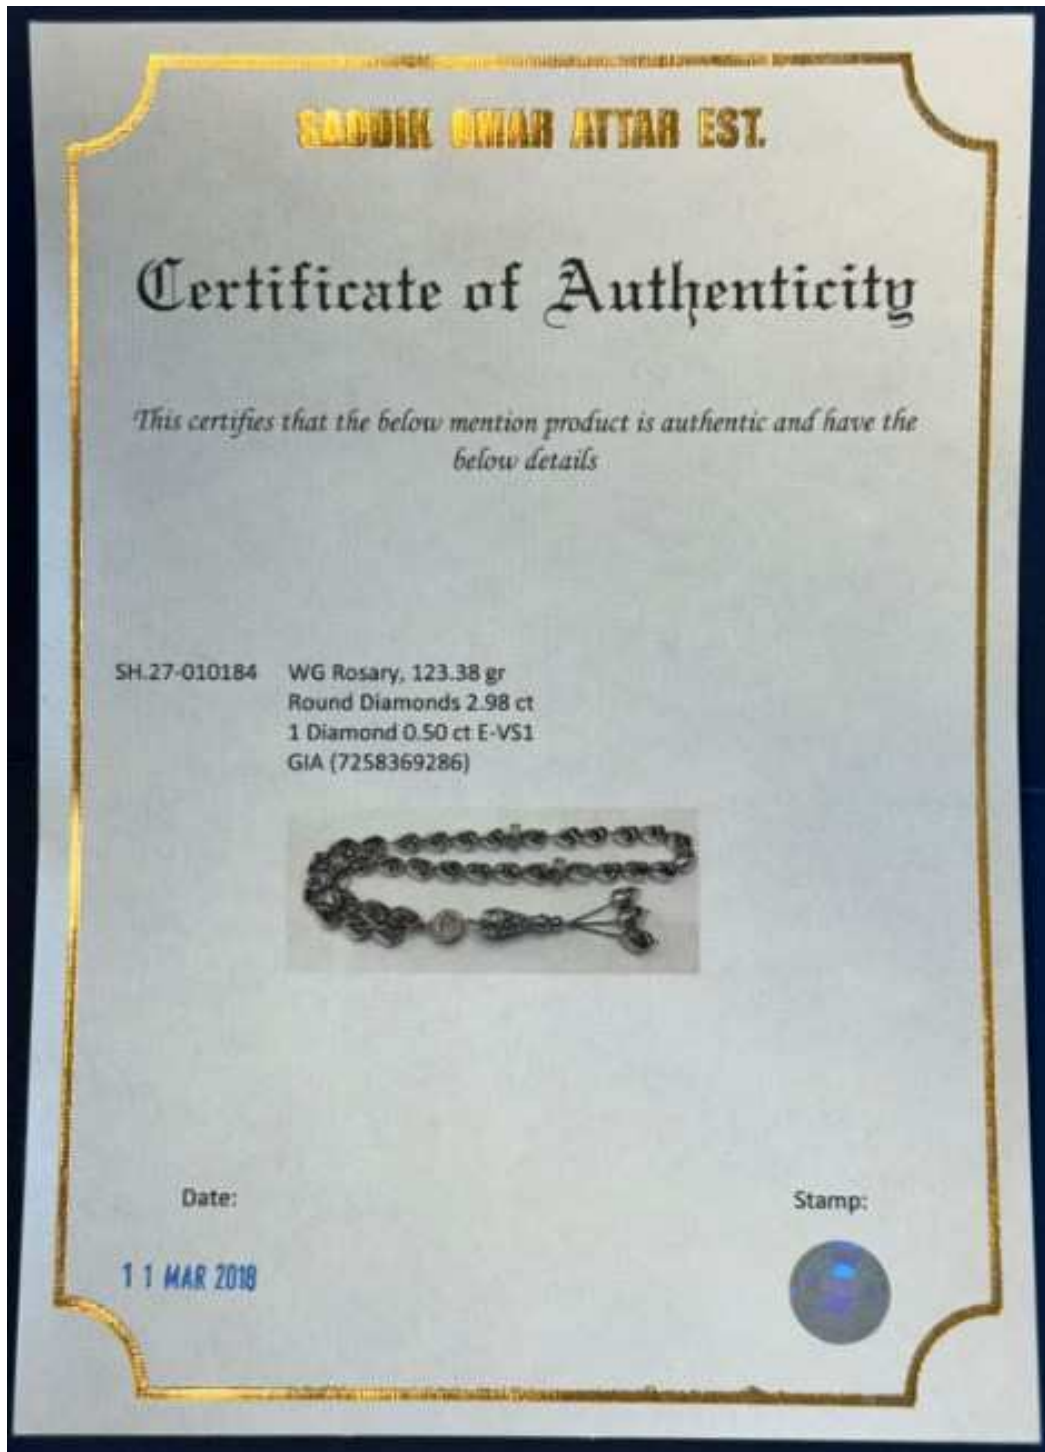 SADDIK OMAR ATTAR EST.
Certificate of Authenticity
This certifies that the below mention product is authentic and have the
below details
SH.27-010184 WG Rosary, 123.38 gr
Round Diamonds 2.98 ct
1 Diamond 0.50 ct E-VS1
GIA (7258369286)
Date:
Stamp:
11 MAR 2018